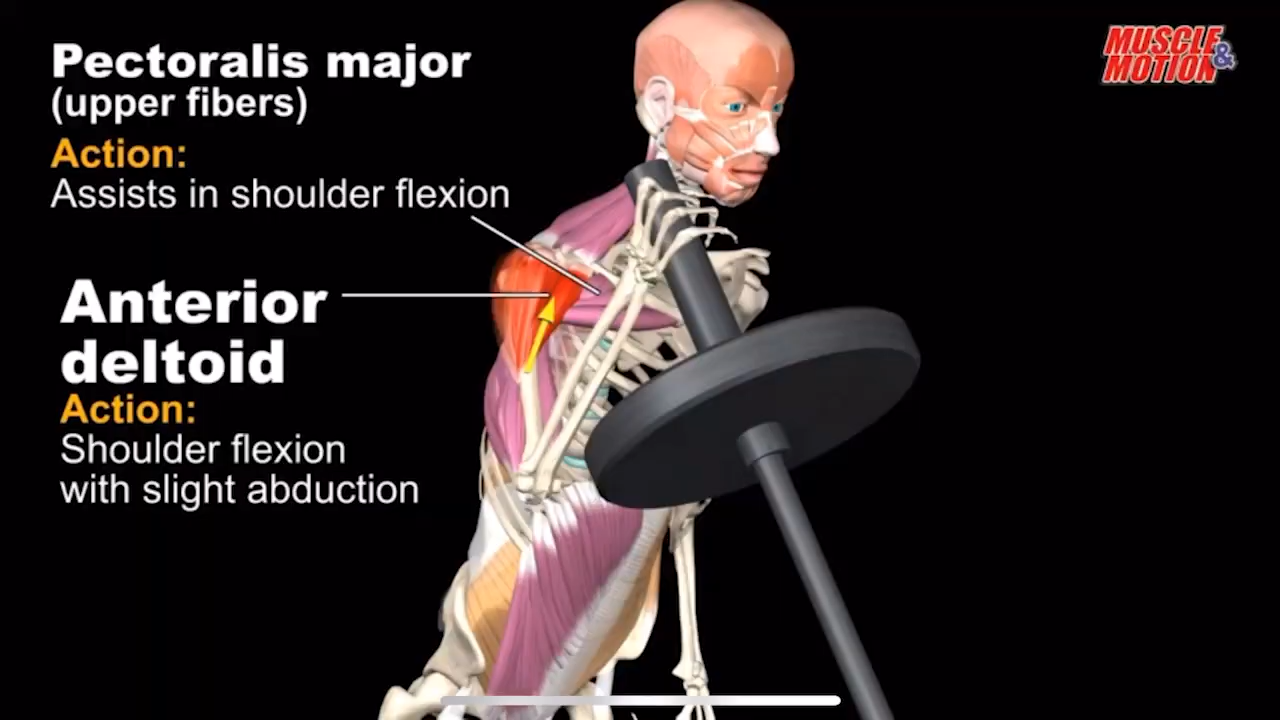 Pectoralis major
(upper fibers)
Action:
Assists in shoulder flexion
Anterior
deltoid
Action:
Shoulder flexion
with slight abduction
MUSCLE &
MOTION